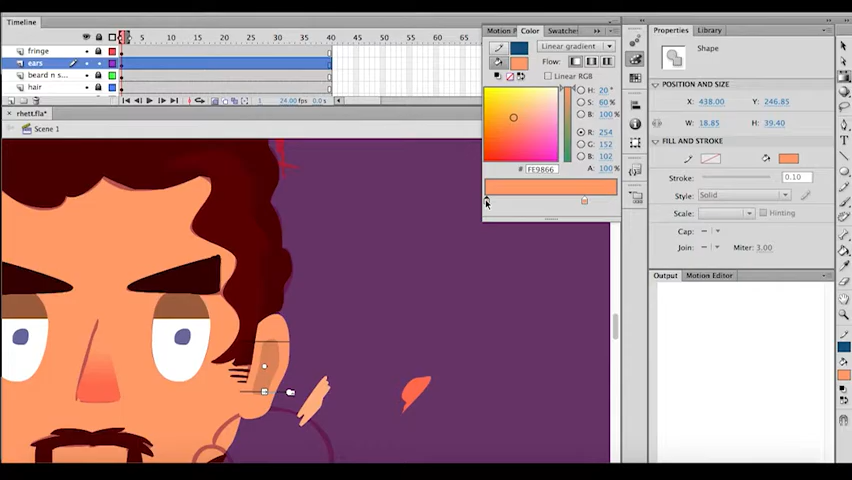 Timeline
Motion P
Color
Swatches
Properties
Library
5 10 15 20 25 30 35 40 45 50 55 60 65
Linear gradient
Flow:
Linear RGB
fringe
ears
beard n s...
hair
24.00 fps 0.0 s
rhett.fla*
Scene 1
H: 20 °
S: 60 %
B: 100 %
R: 254
G: 152
B: 102
A: 100 %
# FE9866
Shape
POSITION AND SIZE
X: 438.00 Y: 246.85
W: 18.85 H: 39.40
FILL AND STROKE
Stroke: 0.10
Style: Solid
Scale: Hinting
Cap:
Join: Miter: 3.00
Output
Motion Editor